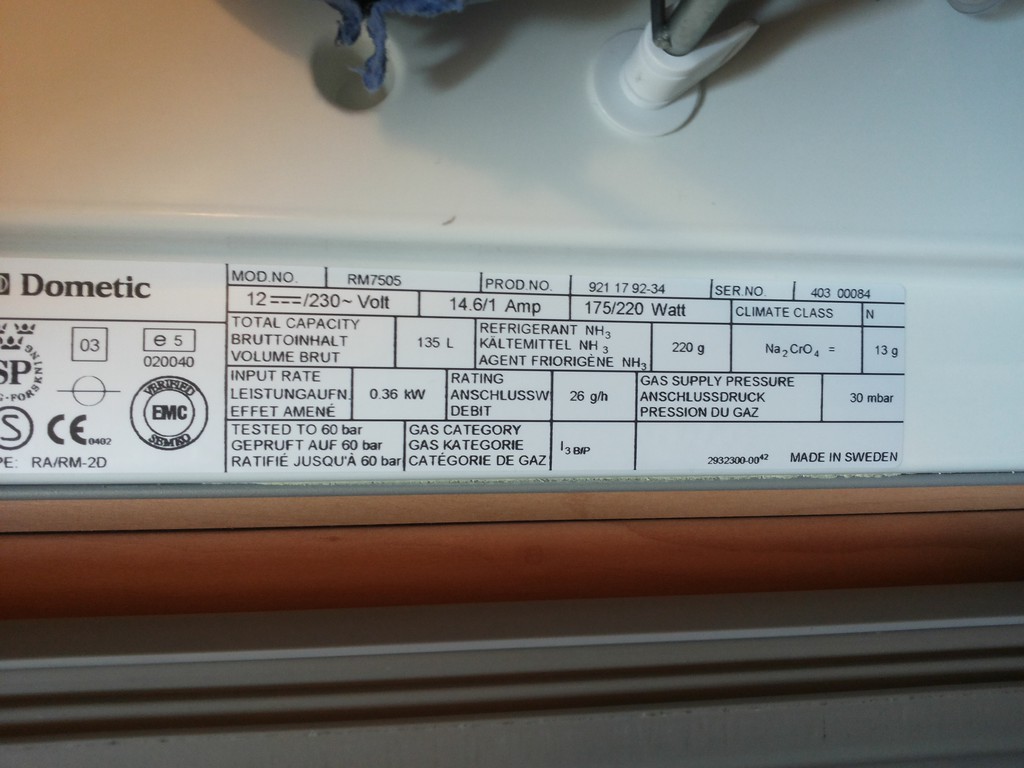 Dometic
MOD.NO. RM7505 PROD.NO. 921 17 92-34 SER.NO. 403 00084
12 /230~ Volt 14.6/1 Amp 175/220 Watt CLIMATE CLASS N
TOTAL CAPACITY
BRUTTOINHALT
VOLUME BRUT
135 L
REFRIGERANT NH3
KÄLTEMITTEL NH3
AGENT FRIORIGÈNE NH3
220 g
Na2CrO4 =
13 g
INPUT RATE
LEISTUNGAUFN.
EFFET AMENÉ
0.36 kW
RATING
ANSCHLUSSW
DEBIT
26 g/h
GAS SUPPLY PRESSURE
ANSCHLUSSDRUCK
PRESSION DU GAZ
30 mbar
TESTED TO 60 bar
GEPRUFT AUF 60 bar
RATIFIÉ JUSQU'À 60 bar
GAS CATEGORY
GAS KATEGORIE
CATÉGORIE DE GAZ
I3 B/P
2932300-0042 MADE IN SWEDEN
03
e 5
020040
SP
VERIFIED
EMC
SEMKO
S
CE 0402
PE: RA/RM-2D